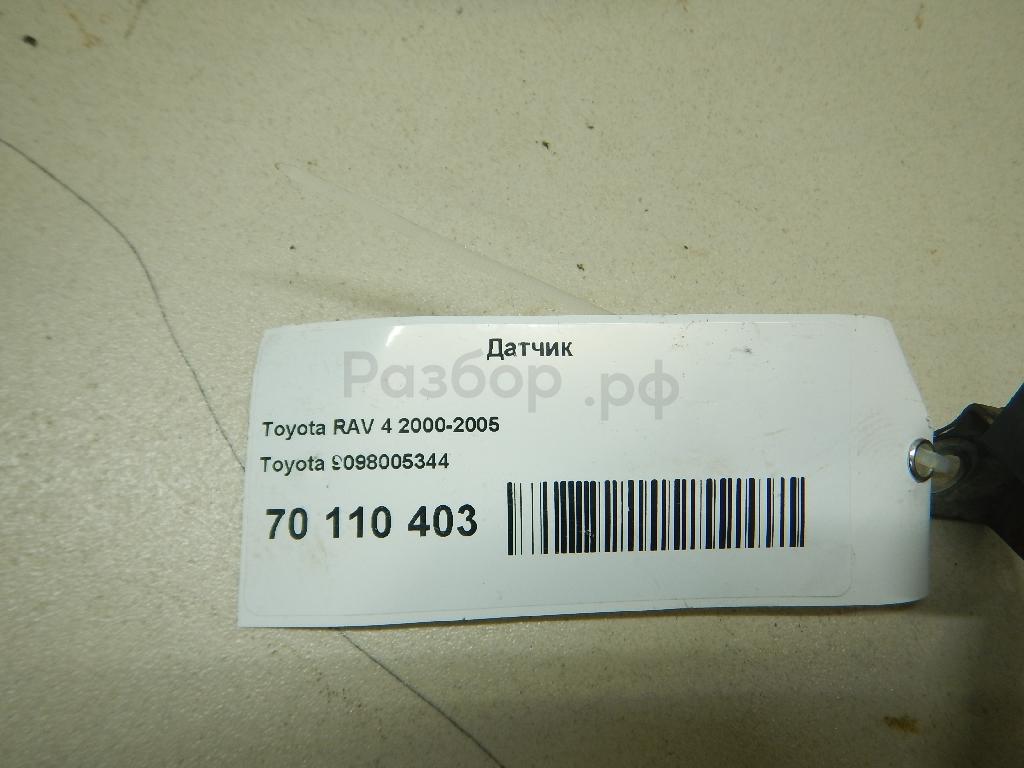 Датчик
Разбор.рф
Toyota RAV 4 2000-2005
Toyota 9098005344
70 110 403